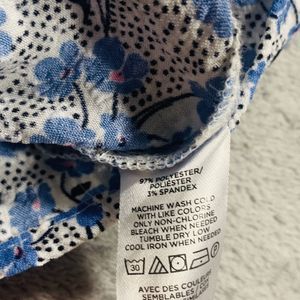 97% POLYESTER/
POLIÉSTER
3% SPANDEX
MACHINE WASH COLD
WITH LIKE COLORS
ONLY NON-CHLORINE
BLEACH WHEN NEEDED
TUMBLE DRY LOW
COOL IRON WHEN NEEDED
30
AVEC DES COULEURS
SEMBLABLES